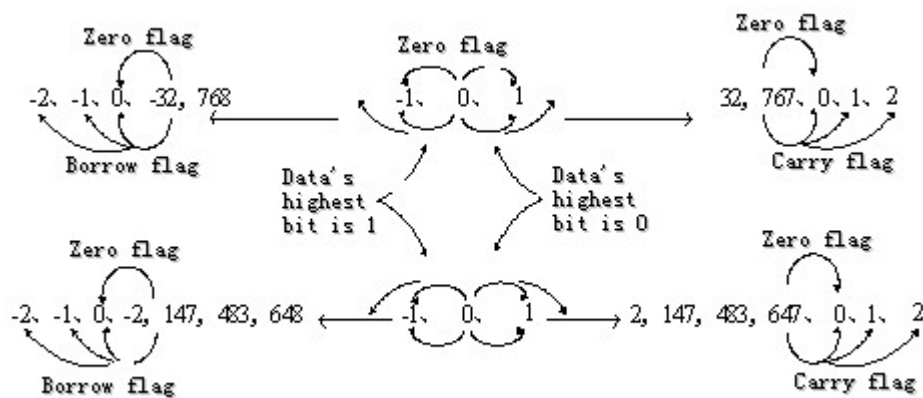 Zero flag
Zero flag
Zero flag
-2、-1、0、-32, 768
-1、 0、 1
32, 767、0、1、2
Borrow flag
Carry flag
Data's
highest
bit is 1
Data's
highest
bit is 0
Zero flag
Zero flag
-2、-1、0、-2, 147, 483, 648
-1、 0、 1
2, 147, 483, 647、0、1、2
Borrow flag
Carry flag